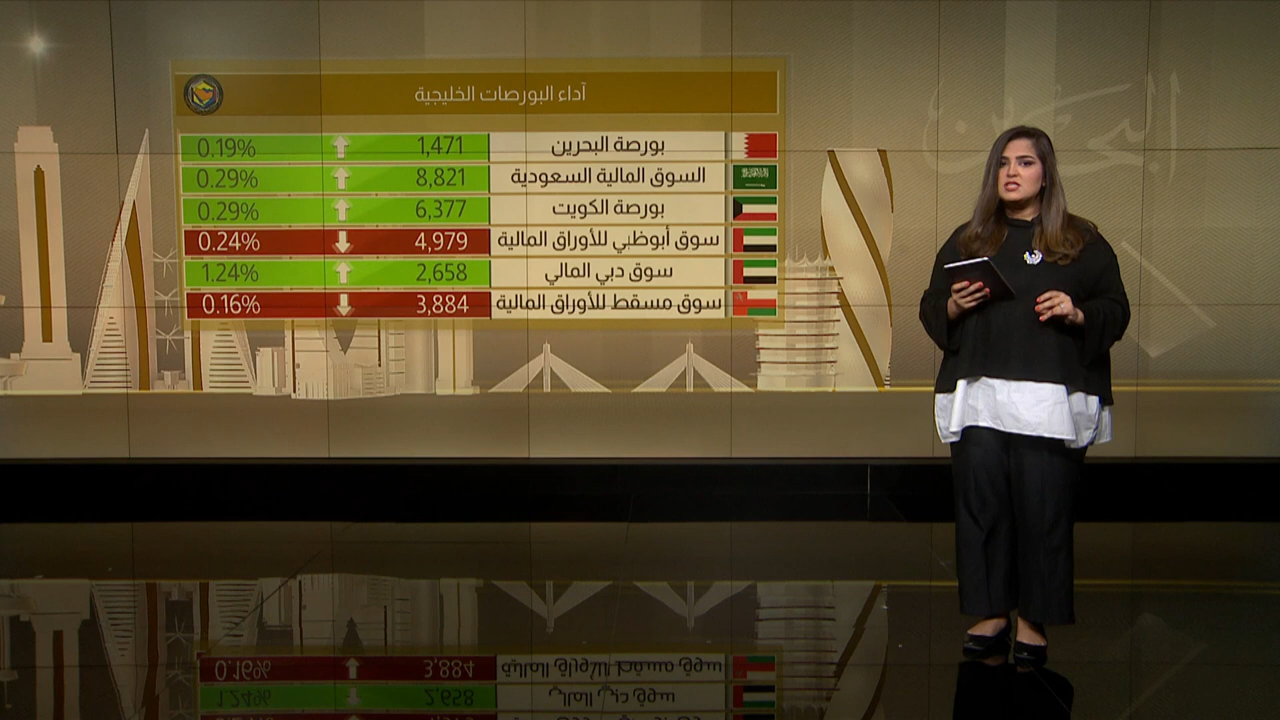 آداء البورصات الخليجية
بورصة البحرين 1,471 0.19%
السوق المالية السعودية 8,821 0.29%
بورصة الكويت 6,377 0.29%
سوق أبوظبي للأوراق المالية 4,979 0.24%
سوق دبي المالي 2,658 1.24%
سوق مسقط للأوراق المالية 3,884 0.16%
البحرين